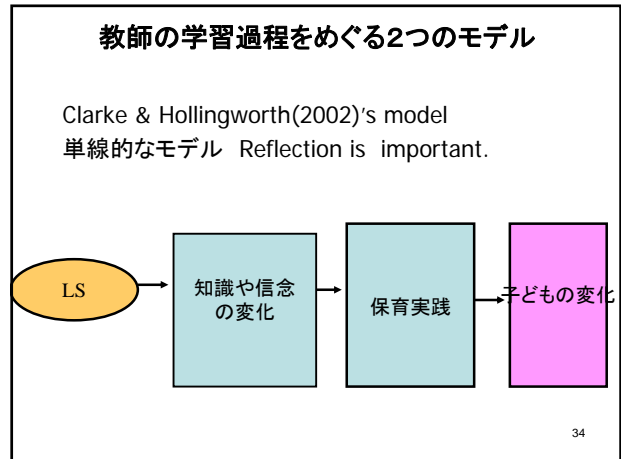 教師の学習過程をめぐる2つのモデル
Clarke & Hollingworth(2002)'s model
単線的なモデル Reflection is important.
LS
知識や信念
の変化
保育実践
子どもの変化
34